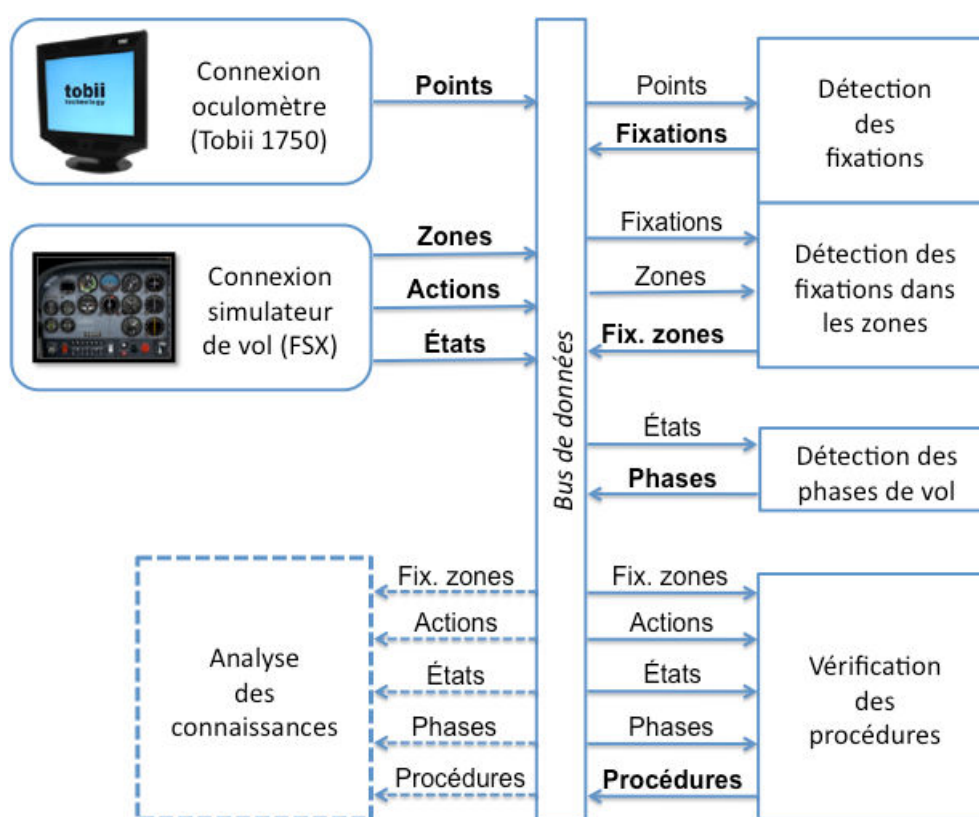 tobii
technology
Connexion
oculomètre
(Tobii 1750)
Points
Points
Fixations
Détection
des
fixations
Connexion
simulateur
de vol (FSX)
Zones
Actions
États
Fixations
Zones
Fix. zones
Détection des
fixations dans
les zones
Bus de données
États
Phases
Détection des
phases de vol
Analyse
des
connaissances
Fix. zones
Actions
États
Phases
Procédures
Fix. zones
Actions
États
Phases
Procédures
Vérification
des
procédures